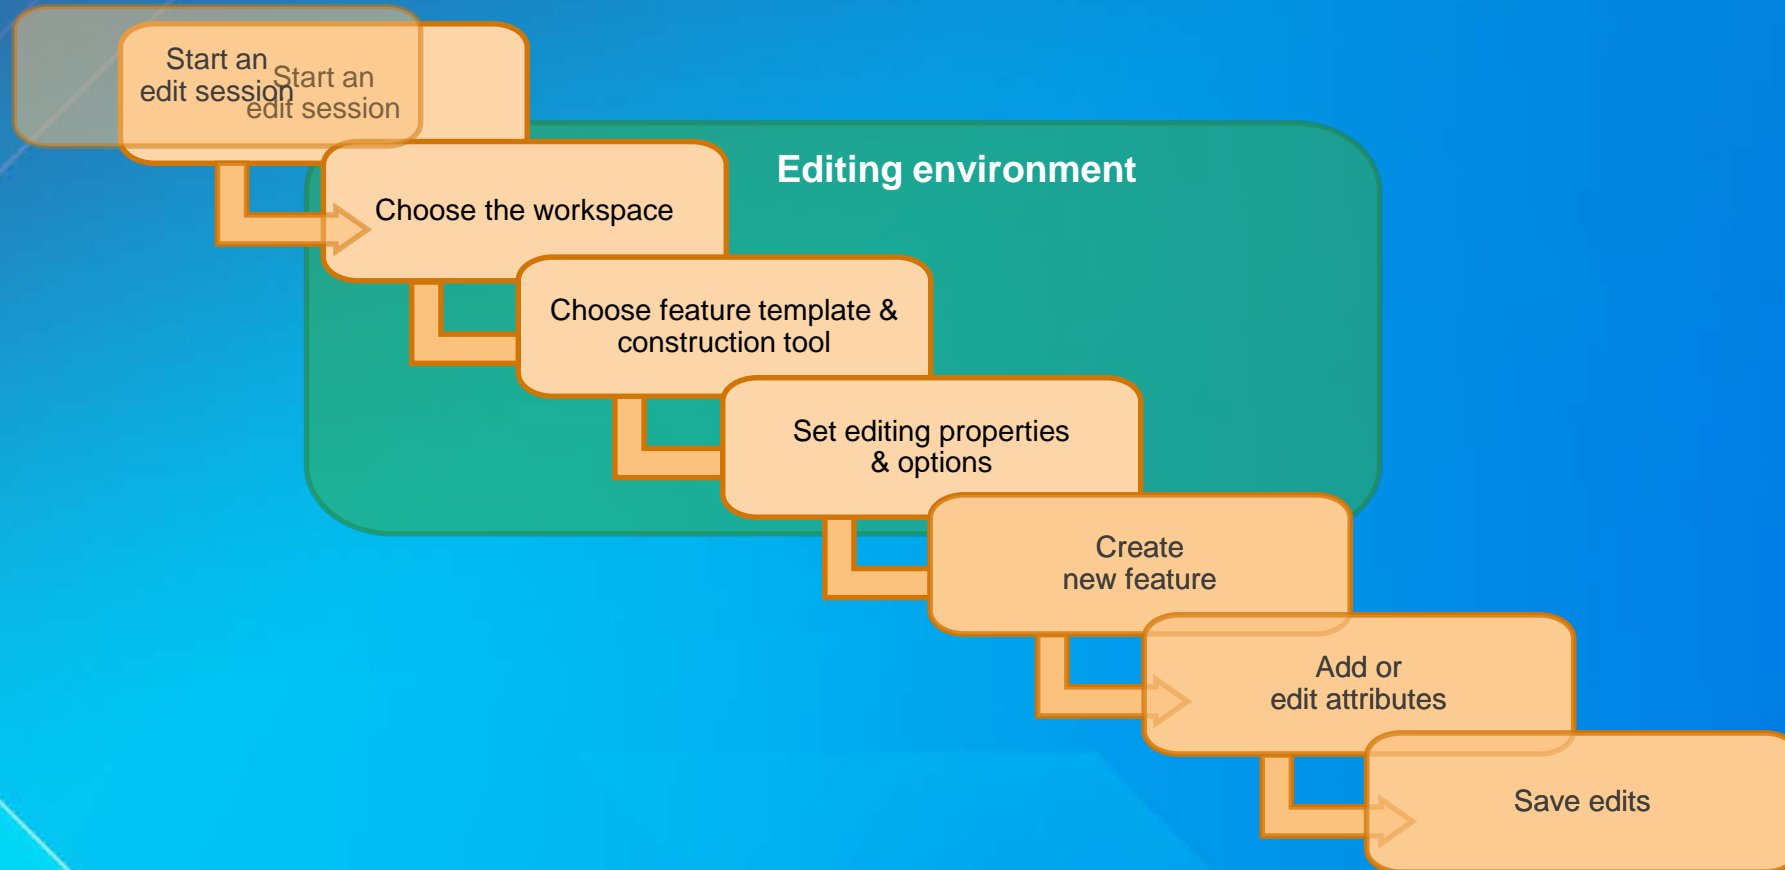 Start an
edit session
Start an
edit session
Editing environment
Choose the workspace
Choose feature template &
construction tool
Set editing properties
& options
Create
new feature
Add or
edit attributes
Save edits